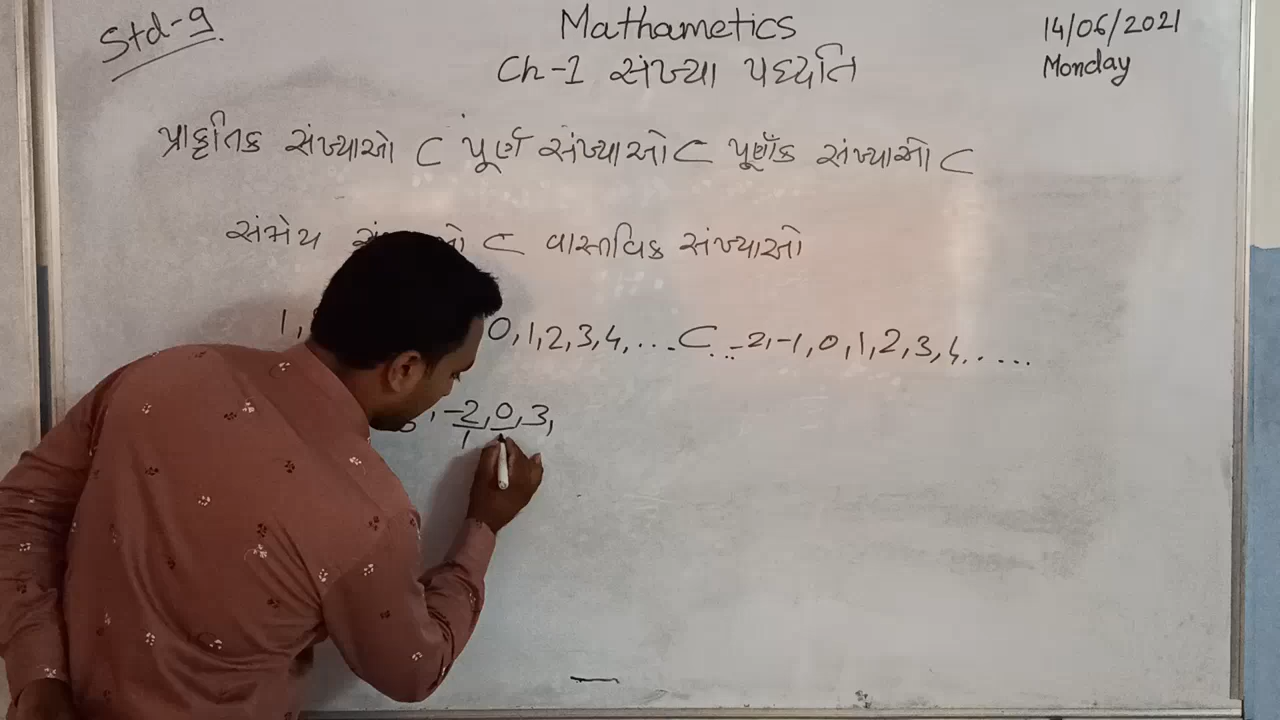 Std-9
Mathametics
14/06/2021
Monday
Ch-1 સંખ્યા પદ્ધતિ
પ્રાકૃતિક સંખ્યાઓ ⊂ પૂર્ણ સંખ્યાઓ ⊂ પૂર્ણાંક સંખ્યાઓ ⊂
સંમેય ⊂ વાસ્તવિક સંખ્યાઓ
1, 0,1,2,3,4,... ⊂ ...-2,-1,0,1,2,3,4,.....
, -2/1, 0, 3,